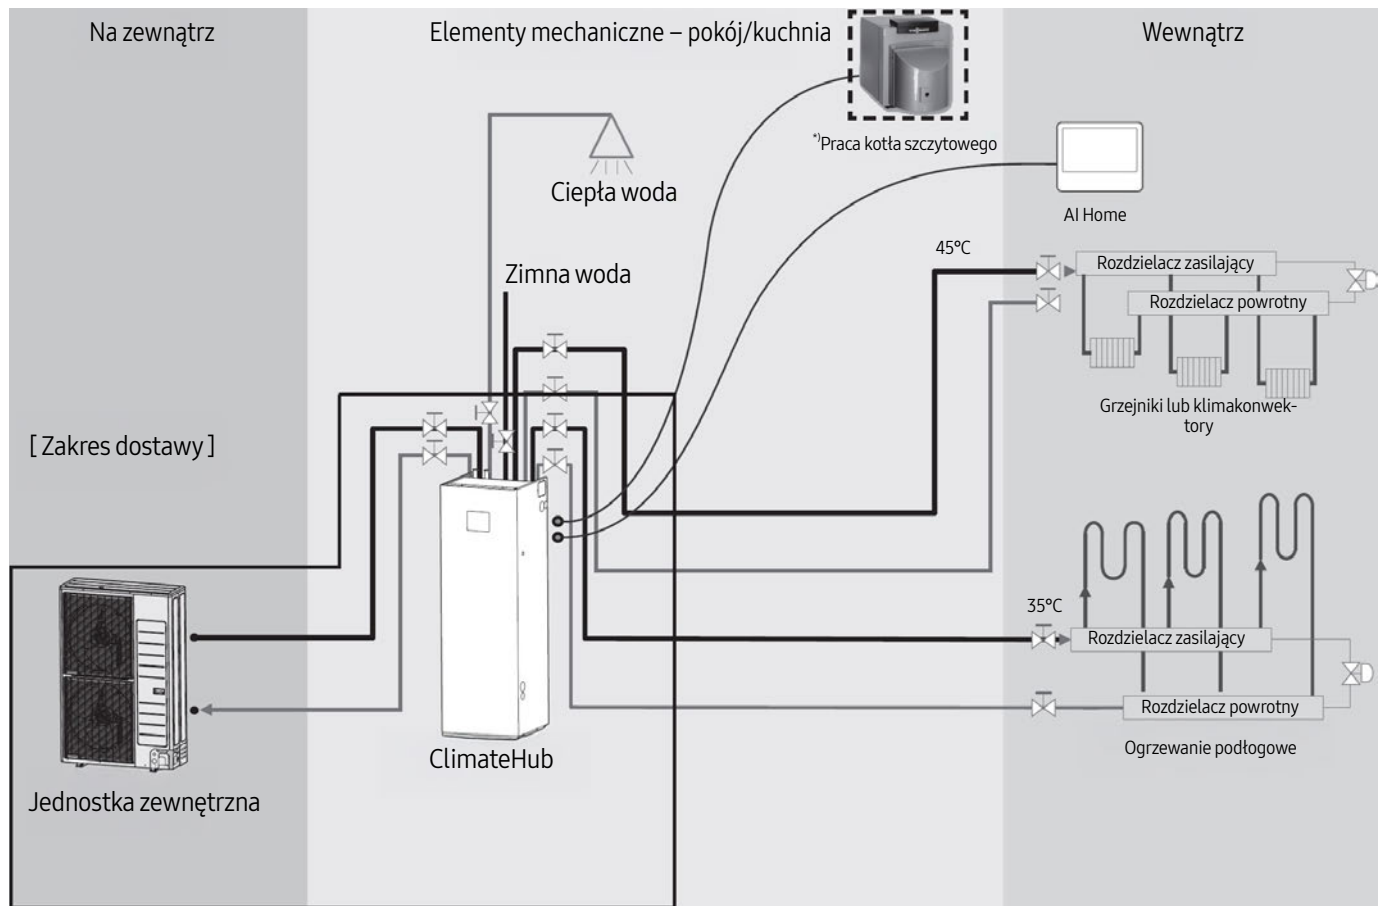 Na zewnątrz
Elementy mechaniczne – pokój/kuchnia
Wewnątrz
*)Praca kotła szczytowego
Ciepła woda
AI Home
45°C
Zimna woda
Rozdzielacz zasilający
Rozdzielacz powrotny
Grzejniki lub klimakonwek-
tory
[ Zakres dostawy ]
35°C
Rozdzielacz zasilający
Rozdzielacz powrotny
Ogrzewanie podłogowe
ClimateHub
Jednostka zewnętrzna